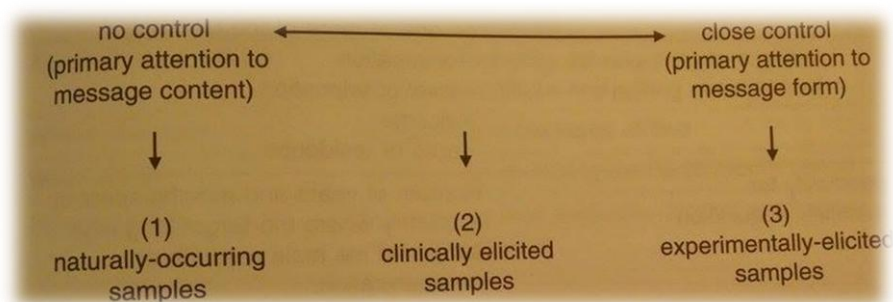 no control
(primary attention to
message content)
close control
(primary attention to
message form)
(1)
naturally-occurring
samples
(2)
clinically elicited
samples
(3)
experimentally-elicited
samples